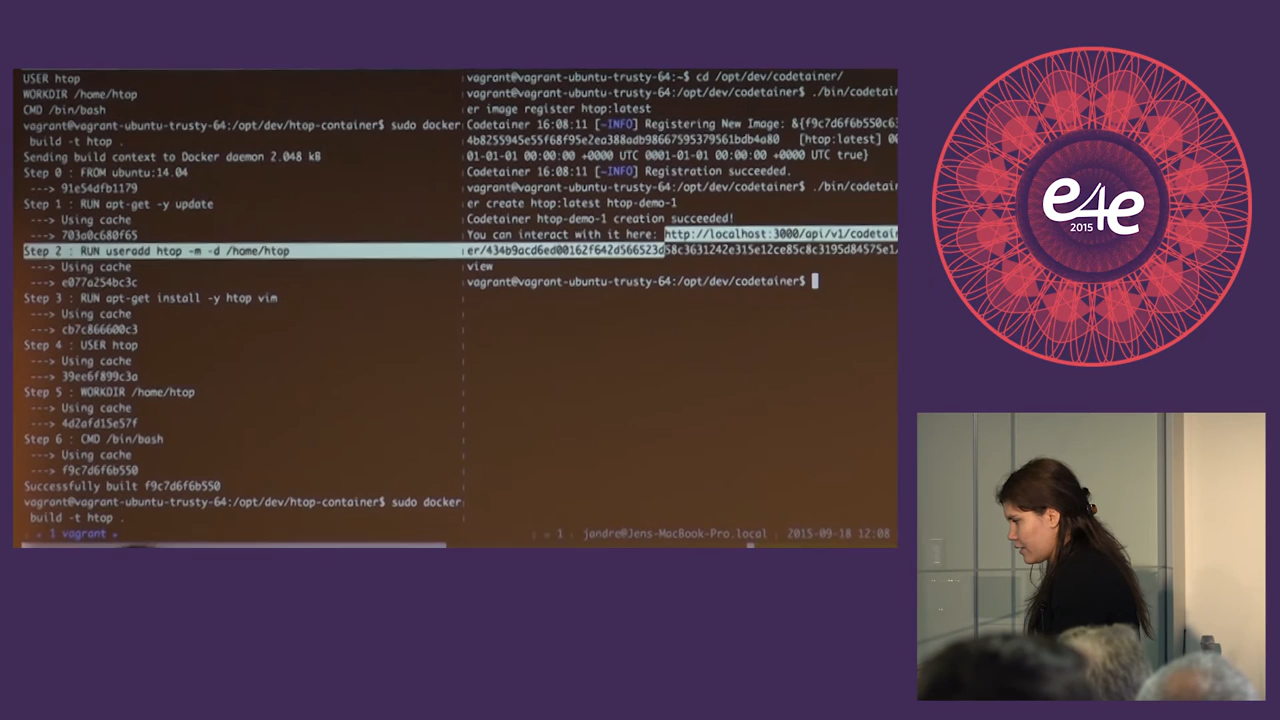 USER htop
WORKDIR /home/htop
CMD /bin/bash
vagrant@vagrant-ubuntu-trusty-64:/opt/dev/htop-container$ sudo docker
build -t htop .
Sending build context to Docker daemon 2.048 kB
Step 0 : FROM ubuntu:14.04
---> 91e54dfb1179
Step 1 : RUN apt-get -y update
---> Using cache
---> 703a0c680f65
Step 2 : RUN useradd htop -m -d /home/htop
---> Using cache
---> e077a254bc3c
Step 3 : RUN apt-get install -y htop vim
---> Using cache
---> cb7c866600c3
Step 4 : USER htop
---> Using cache
---> 39ee6f899c3a
Step 5 : WORKDIR /home/htop
---> Using cache
---> 4d2afd15e57f
Step 6 : CMD /bin/bash
---> Using cache
---> f9c7d6f6b550
Successfully built f9c7d6f6b550
vagrant@vagrant-ubuntu-trusty-64:/opt/dev/htop-container$ sudo docker
build -t htop .
1 vagrant
vagrant@vagrant-ubuntu-trusty-64:~$ cd /opt/dev/codetainer/
vagrant@vagrant-ubuntu-trusty-64:/opt/dev/codetainer$ ./bin/codetain
er image register htop:latest
Codetainer 16:08:11 [~INFO] Registering New Image: &{f9c7d6f6b550c63
4b8255945f68f95e2ea388adb98667595379561bdb4a80 [htop:latest] 00
01-01-01 00:00:00 +0000 UTC 0001-01-01 00:00:00 +0000 UTC true}
Codetainer 16:08:11 [~INFO] Registration succeeded.
vagrant@vagrant-ubuntu-trusty-64:/opt/dev/codetainer$ ./bin/codetain
er create htop:latest htop-demo-1
Codetainer htop-demo-1 creation succeeded!
You can interact with it here: http://localhost:3000/api/v1/codetain
er/434b9acd6ed00162f642d566523d58c3631242e315e12ce85c8c3195d84575e1/
view
vagrant@vagrant-ubuntu-trusty-64:/opt/dev/codetainer$
1 jandre@Jens-MacBook-Pro.local 2015-09-18 12:08
e4e
2015